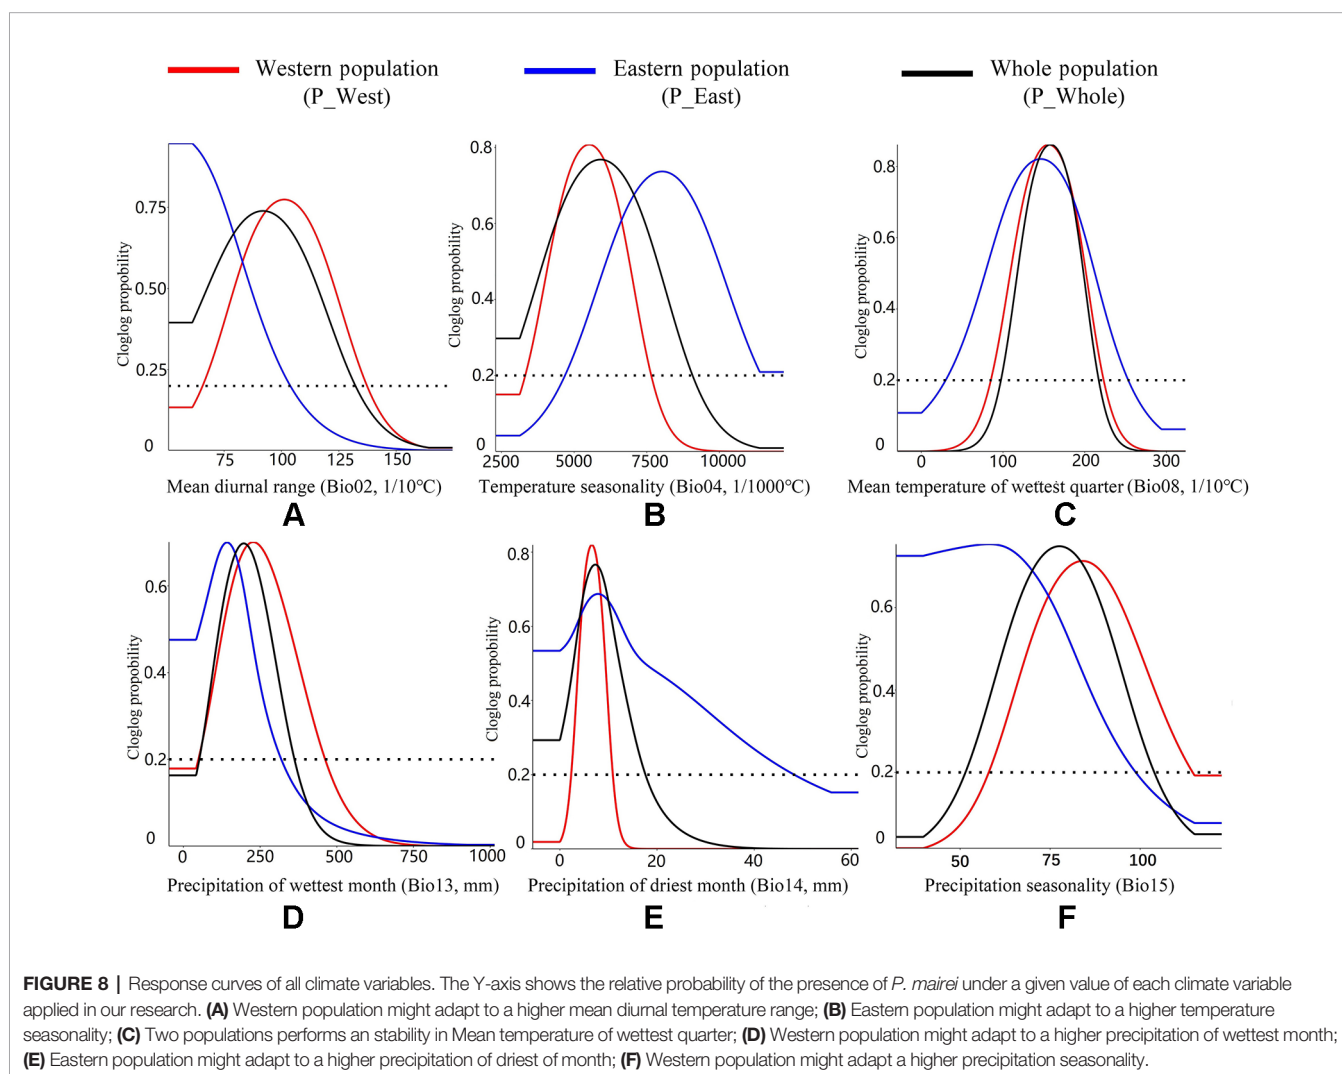 Western population
(P_West)
Eastern population
(P_East)
Whole population
(P_Whole)
Cloglog propobility
0.75
0.50
0.25
0
75 100 125 150
Mean diurnal range (Bio02, 1/10°C)
A
Cloglog propobility
0.8
0.6
0.4
0.2
0
2500 5000 7500 10000
Temperature seasonality (Bio04, 1/1000°C)
B
Cloglog propobility
0.8
0.6
0.4
0.2
0
0 100 200 300
Mean temperature of wettest quarter (Bio08, 1/10°C)
C
Cloglog propobility
0.6
0.4
0.2
0
0 250 500 750 1000
Precipitation of wettest month (Bio13, mm)
D
Cloglog propobility
0.8
0.6
0.4
0.2
0
0 20 40 60
Precipitation of driest month (Bio14, mm)
E
Cloglog propobility
0.6
0.4
0.2
0
50 75 100
Precipitation seasonality (Bio15)
F
FIGURE 8 | Response curves of all climate variables. The Y-axis shows the relative probability of the presence of P. mairei under a given value of each climate variable
applied in our research. (A) Western population might adapt to a higher mean diurnal temperature range; (B) Eastern population might adapt to a higher temperature
seasonality; (C) Two populations performs an stability in Mean temperature of wettest quarter; (D) Western population might adapt to a higher precipitation of wettest month;
(E) Eastern population might adapt to a higher precipitation of driest of month; (F) Western population might adapt a higher precipitation seasonality.